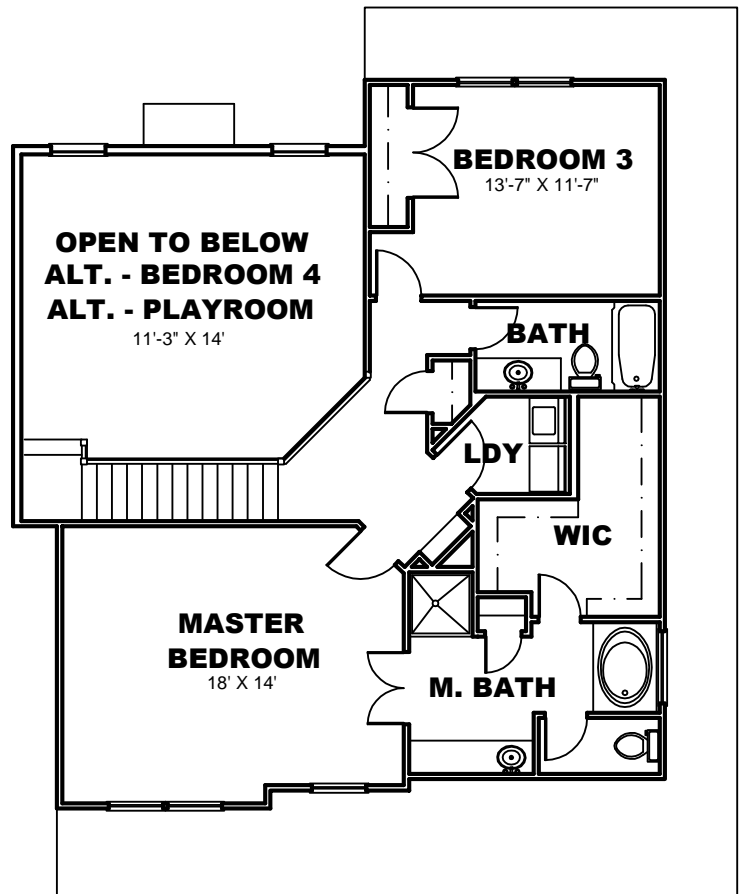 BEDROOM 3
13'-7" X 11'-7"
OPEN TO BELOW
ALT. - BEDROOM 4
ALT. - PLAYROOM
11'-3" X 14'
BATH
LDY
WIC
MASTER
BEDROOM
18' X 14'
M. BATH